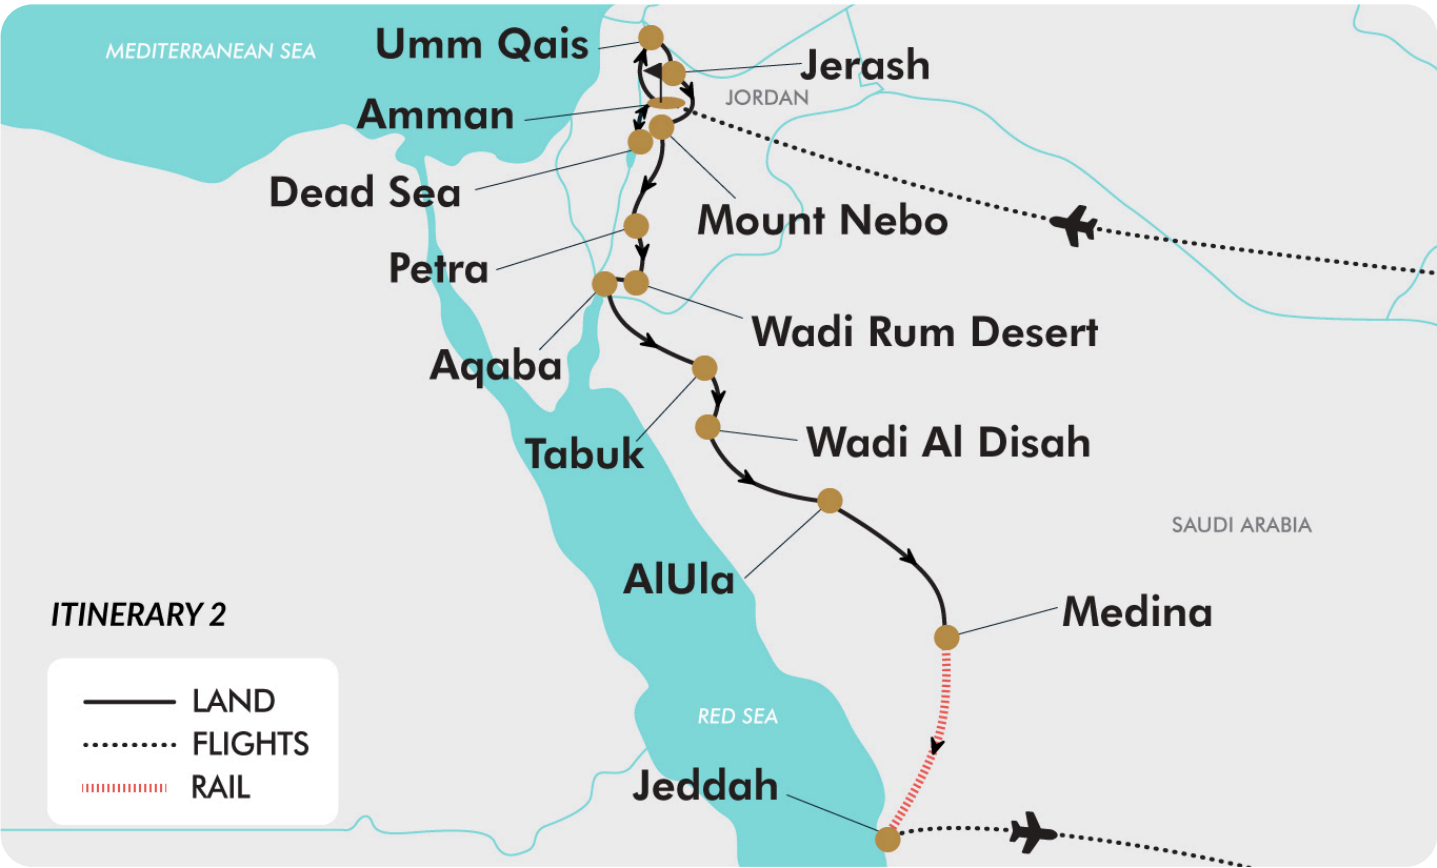 MEDITERRANEAN SEA
Umm Qais
Jerash
JORDAN
Amman
Dead Sea
Mount Nebo
Petra
Wadi Rum Desert
Aqaba
Tabuk
Wadi Al Disah
SAUDI ARABIA
AlUla
Medina
ITINERARY 2
LAND
FLIGHTS
RAIL
RED SEA
Jeddah